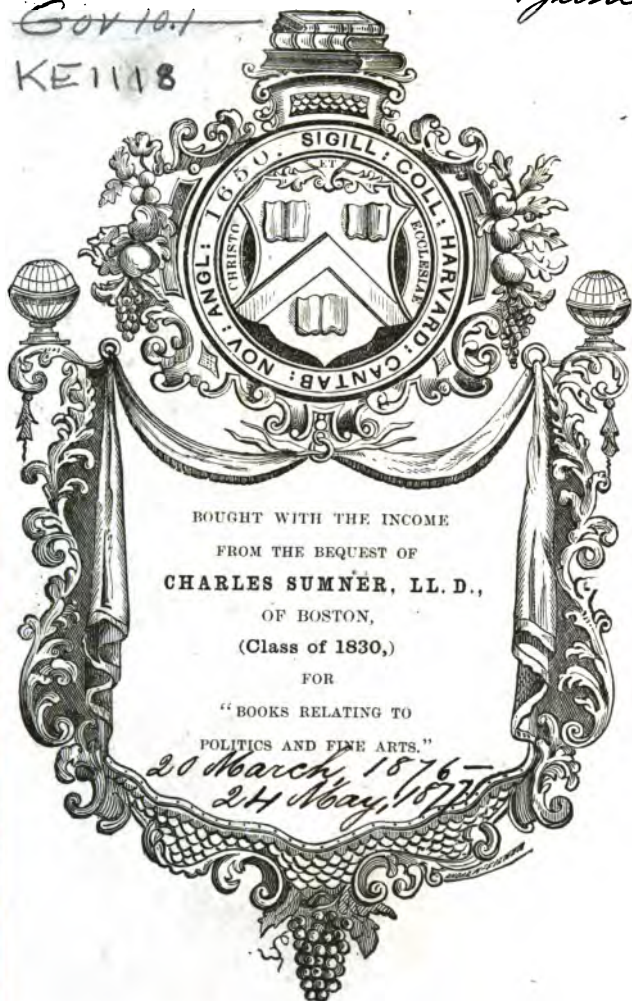 Gov 10.1
KE1118
SIGILL: COLL: HARVARD: CANTAB: NOV: ANGL: 1650.
ET
CHRISTO
ECCLESIAE
BOUGHT WITH THE INCOME
FROM THE BEQUEST OF
CHARLES SUMNER, LL. D.,
OF BOSTON,
(Class of 1830,)
FOR
"BOOKS RELATING TO
POLITICS AND FINE ARTS."
20 March, 1876 —
24 May, 1877